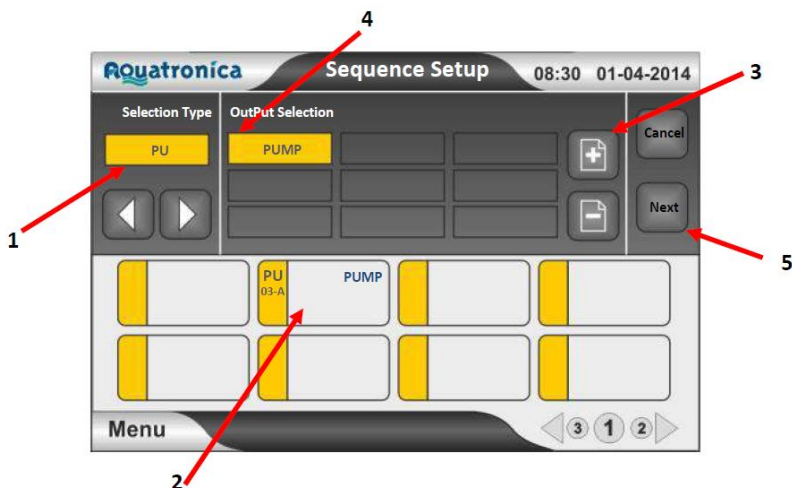 4
Aquatronica Sequence Setup 08:30 01-04-2014
3
Selection Type OutPut Selection
Cancel
PU PUMP
Next
1
5
PU PUMP
03-A
Menu 3 1 2
2